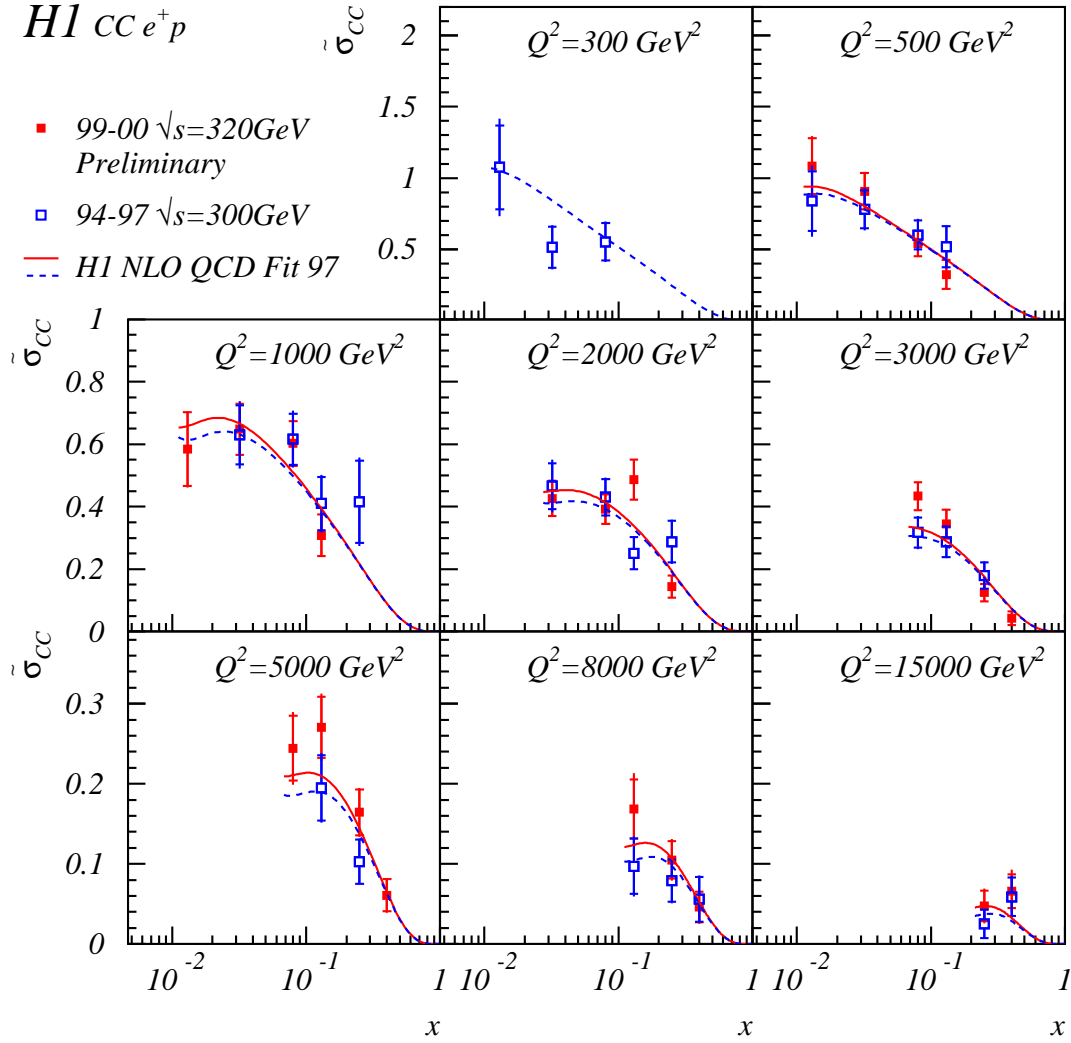 H1 CC e⁺p
99-00 √s=320GeV
Preliminary
94-97 √s=300GeV
H1 NLO QCD Fit 97
σ̃_CC
Q²=300 GeV²
Q²=500 GeV²
2
1.5
1
0.5
σ̃_CC
Q²=1000 GeV²
Q²=2000 GeV²
Q²=3000 GeV²
1
0.8
0.6
0.4
0.2
0
σ̃_CC
Q²=5000 GeV²
Q²=8000 GeV²
Q²=15000 GeV²
0.3
0.2
0.1
0
10⁻² 10⁻¹ 1 10⁻² 10⁻¹ 1 10⁻² 10⁻¹ 1
x x x